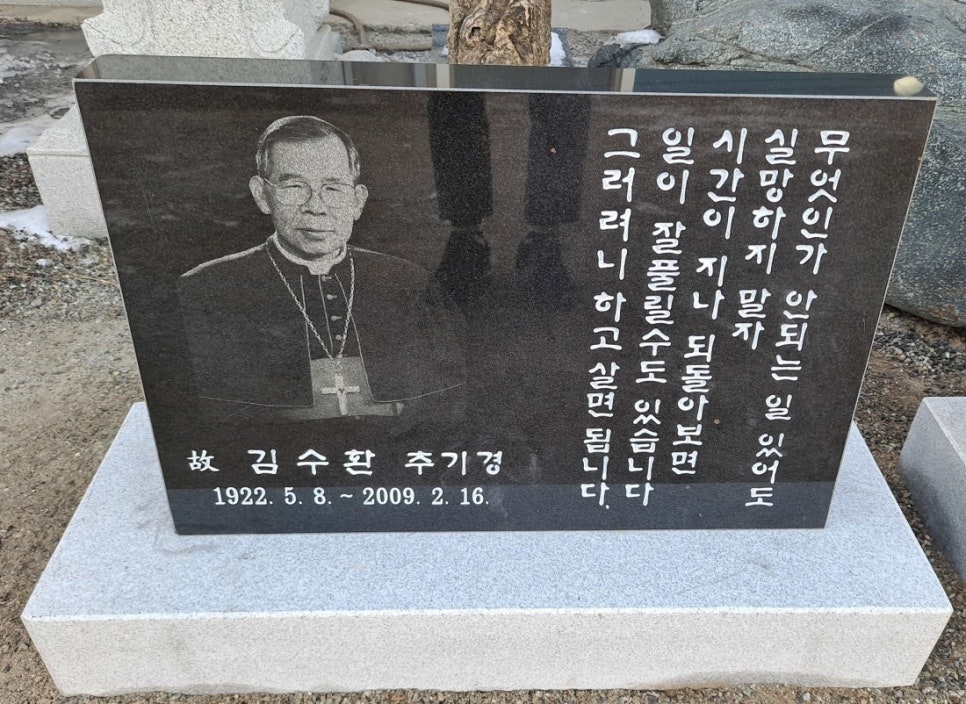 무엇인가 안되는 일 있어도
실망하지 말자
시간이 지나 되돌아보면
일이 잘풀릴수도 있습니다
그러려니 하고 살면 됩니다.
故 김수환 추기경
1922. 5. 8. ~ 2009. 2. 16.